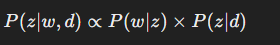 P(z|w, d) ∝ P(w|z) × P(z|d)